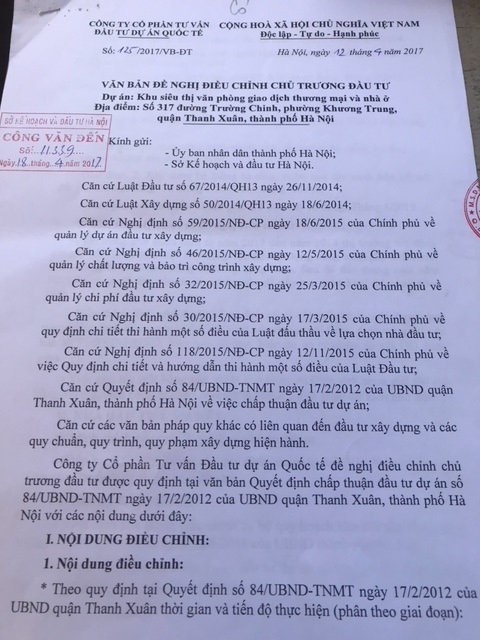 CÔNG TY CỔ PHẦN TƯ VẤN
ĐẦU TƯ DỰ ÁN QUỐC TẾ
CỘNG HOÀ XÃ HỘI CHỦ NGHĨA VIỆT NAM
Độc lập - Tự do - Hạnh phúc
Số: 125/2017/VB-ĐT
Hà Nội, ngày 12 tháng 4 năm 2017
VĂN BẢN ĐỀ NGHỊ ĐIỀU CHỈNH CHỦ TRƯƠNG ĐẦU TƯ
Dự án: Khu siêu thị văn phòng giao dịch thương mại và nhà ở
Địa điểm: Số 317 đường Trường Chinh, phường Khương Trung,
quận Thanh Xuân, thành phố Hà Nội
SỞ KẾ HOẠCH VÀ ĐẦU TƯ HÀ NỘI
CÔNG VĂN ĐẾN
Số: 11339
Ngày 18 tháng 4 năm 2017
Kính gửi:
- Ủy ban nhân dân thành phố Hà Nội;
- Sở Kế hoạch và đầu tư Hà Nội.
Căn cứ Luật Đầu tư số 67/2014/QH13 ngày 26/11/2014;
Căn cứ Luật Xây dựng số 50/2014/QH13 ngày 18/6/2014;
Căn cứ Nghị định số 59/2015/NĐ-CP ngày 18/6/2015 của Chính phủ về
quản lý dự án đầu tư xây dựng;
Căn cứ Nghị định số 46/2015/NĐ-CP ngày 12/5/2015 của Chính phủ về
quản lý chất lượng và bảo trì công trình xây dựng;
Căn cứ Nghị định số 32/2015/NĐ-CP ngày 25/3/2015 của Chính phủ về
quản lý chi phí đầu tư xây dựng;
Căn cứ Nghị định số 30/2015/NĐ-CP ngày 17/3/2015 của Chính phủ về
quy định chi tiết thi hành một số điều của Luật đấu thầu về lựa chọn nhà đầu tư;
Căn cứ Nghị định số 118/2015/NĐ-CP ngày 12/11/2015 của Chính phủ về
việc Quy định chi tiết và hướng dẫn thi hành một số điều của Luật Đầu tư;
Căn cứ Quyết định số 84/UBND-TNMT ngày 17/2/2012 của UBND quận
Thanh Xuân, thành phố Hà Nội về việc chấp thuận đầu tư dự án;
Căn cứ các văn bản pháp quy khác có liên quan đến đầu tư xây dựng và các
quy chuẩn, quy trình, quy phạm xây dựng hiện hành.
Công ty Cổ phần Tư vấn Đầu tư dự án Quốc tế đề nghị điều chỉnh chủ
trương đầu tư được quy định tại văn bản Quyết định chấp thuận đầu tư dự án số
84/UBND-TNMT ngày 17/2/2012 của UBND quận Thanh Xuân, thành phố Hà
Nội với các nội dung dưới đây:
I. NỘI DUNG ĐIỀU CHỈNH:
1. Nội dung điều chỉnh:
* Theo quy định tại Quyết định số 84/UBND-TNMT ngày 17/2/2012 của
UBND quận Thanh Xuân thời gian và tiến độ thực hiện (phân theo giai đoạn):